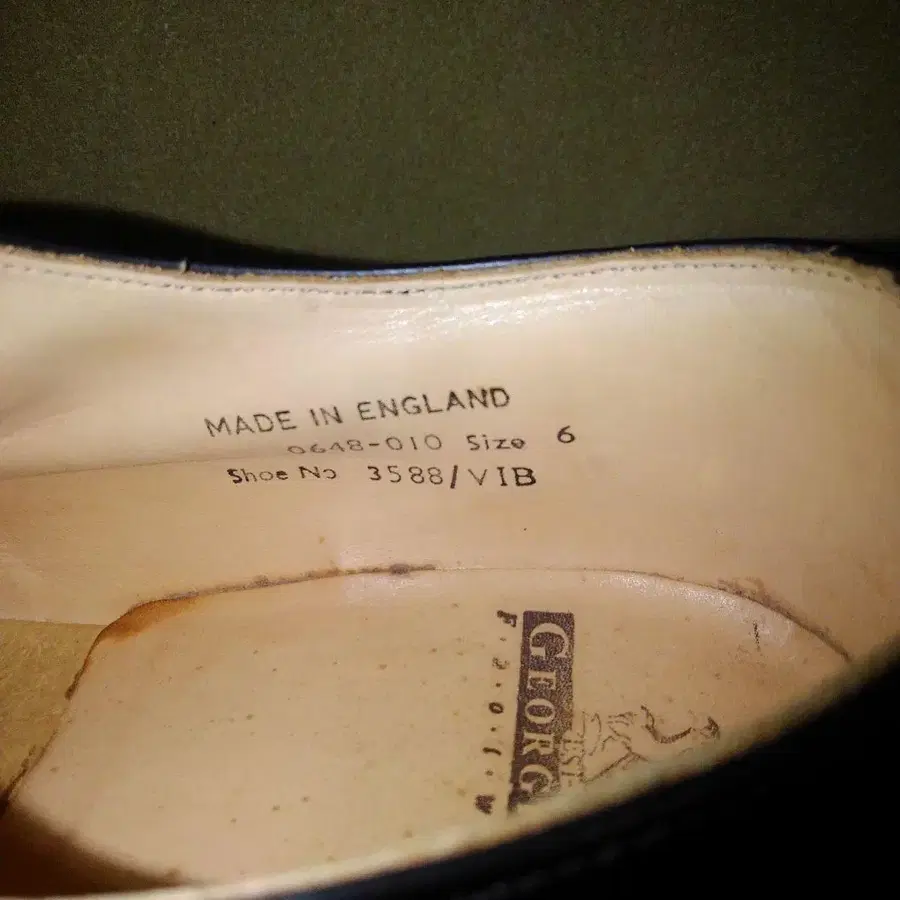 MADE IN ENGLAND
0648-010 Size 6
Shoe No 3588/VIB
GEORG